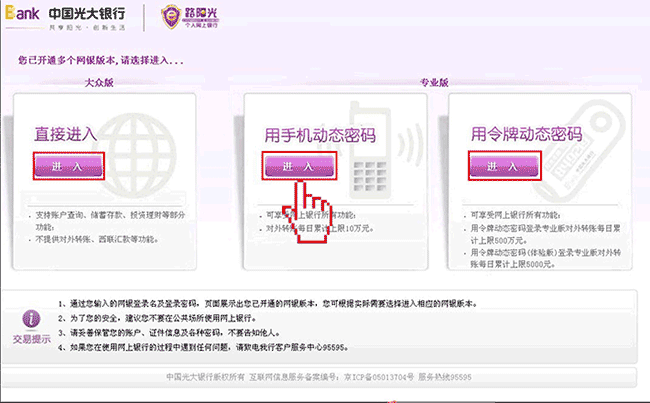 Bank 中国光大银行
共享阳光·创新生活
路阳光
个人网上银行
您已开通多个网银版本,请选择进入...
大众版
专业版
直接进入
进 入
· 支持账户查询、储蓄存款、投资理财等部分功能;
· 不提供对外转账、西联汇款等功能。
用手机动态密码
进 入
· 可享受网上银行所有功能;
· 对外转账每日累计上限10万元。
用令牌动态密码
进 入
· 可享受网上银行所有功能:
· 用令牌动态密码登录专业版对外转账每日累计上限500万元。
· 用令牌动态密码(体验版)登录专业版对外转账每日累计上限5000元。
交易提示
1、通过您输入的网银登录名及登录密码，页面展示出您已开通的网银版本，您可根据实际需要选择进入相应的网银版本。
2、为了您的安全，建议您不要在公共场所使用网上银行。
3、请妥善保管您的账户、证件信息及各种密码，不要告知他人。
4、如果您在使用网上银行的过程中遇到任何问题，请致电我行客户服务中心95595。
中国光大银行版权所有 互联网信息服务备案编号：京ICP备05013704号 服务热线95595